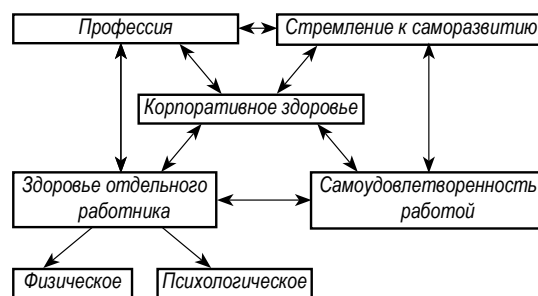 Профессия
Стремление к саморазвитию
Корпоративное здоровье
Здоровье отдельного
работника
Самоудовлетворенность
работой
Физическое
Психологическое